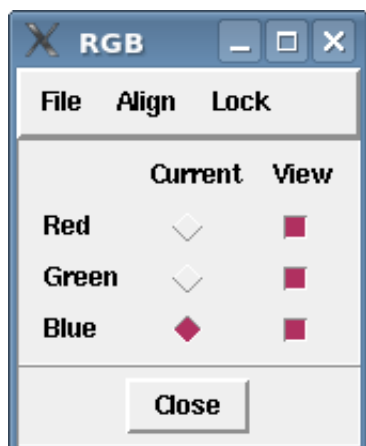 RGB
File Align Lock
Current View
Red
Green
Blue
Close